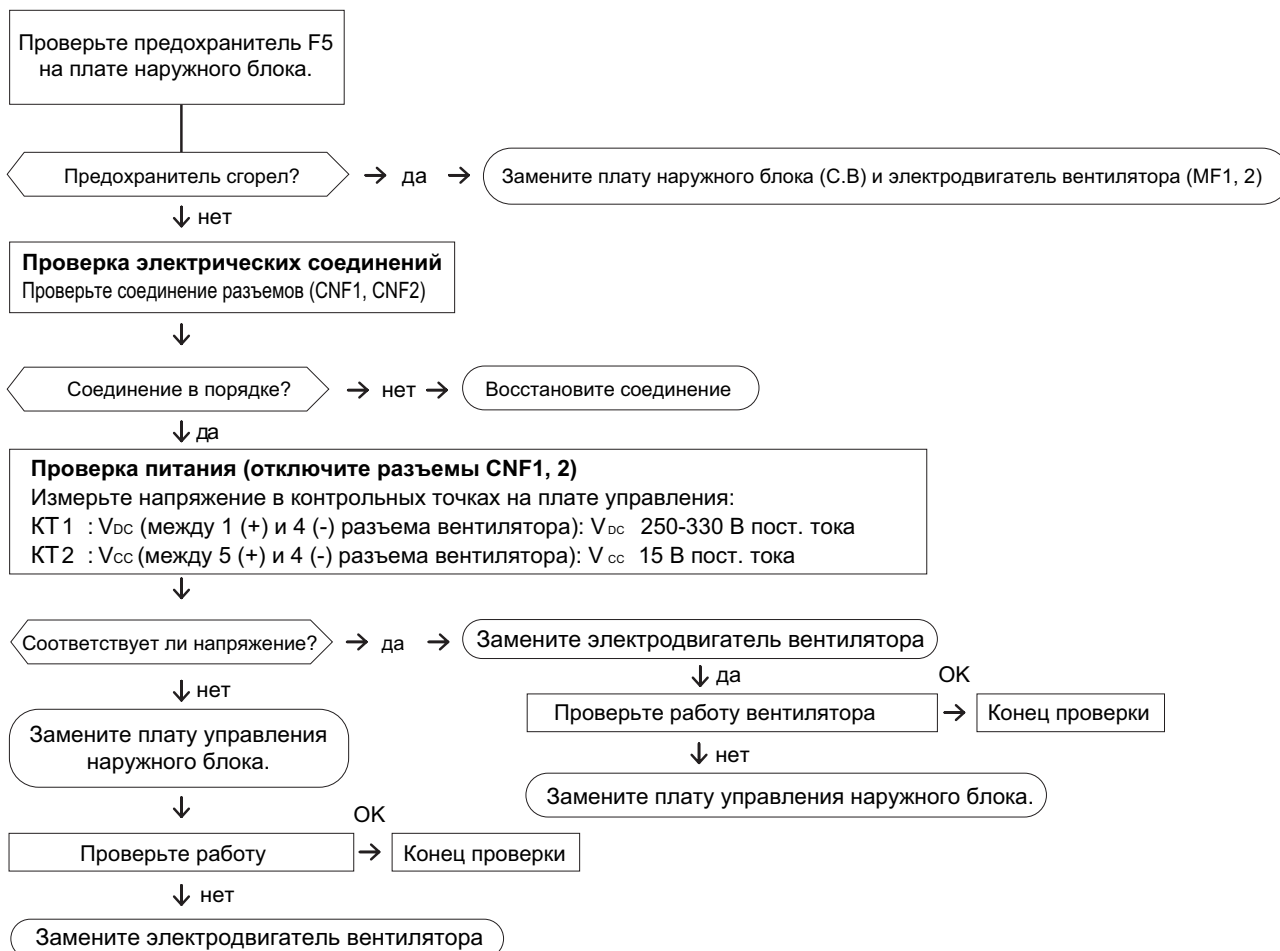 Проверьте предохранитель F5
на плате наружного блока.
Предохранитель сгорел?
да
Замените плату наружного блока (C.B) и электродвигатель вентилятора (MF1, 2)
нет
Проверка электрических соединений
Проверьте соединение разъемов (CNF1, CNF2)
Соединение в порядке?
нет
Восстановите соединение
да
Проверка питания (отключите разъемы CNF1, 2)
Измерьте напряжение в контрольных точках на плате управления:
КТ1 : VDC (между 1 (+) и 4 (-) разъема вентилятора): VDC 250-330 В пост. тока
КТ2 : VCC (между 5 (+) и 4 (-) разъема вентилятора): VCC 15 В пост. тока
Соответствует ли напряжение?
да
Замените электродвигатель вентилятора
да
Проверьте работу вентилятора
OK
Конец проверки
нет
Замените плату управления наружного блока.
нет
Замените плату управления
наружного блока.
Проверьте работу
OK
Конец проверки
нет
Замените электродвигатель вентилятора